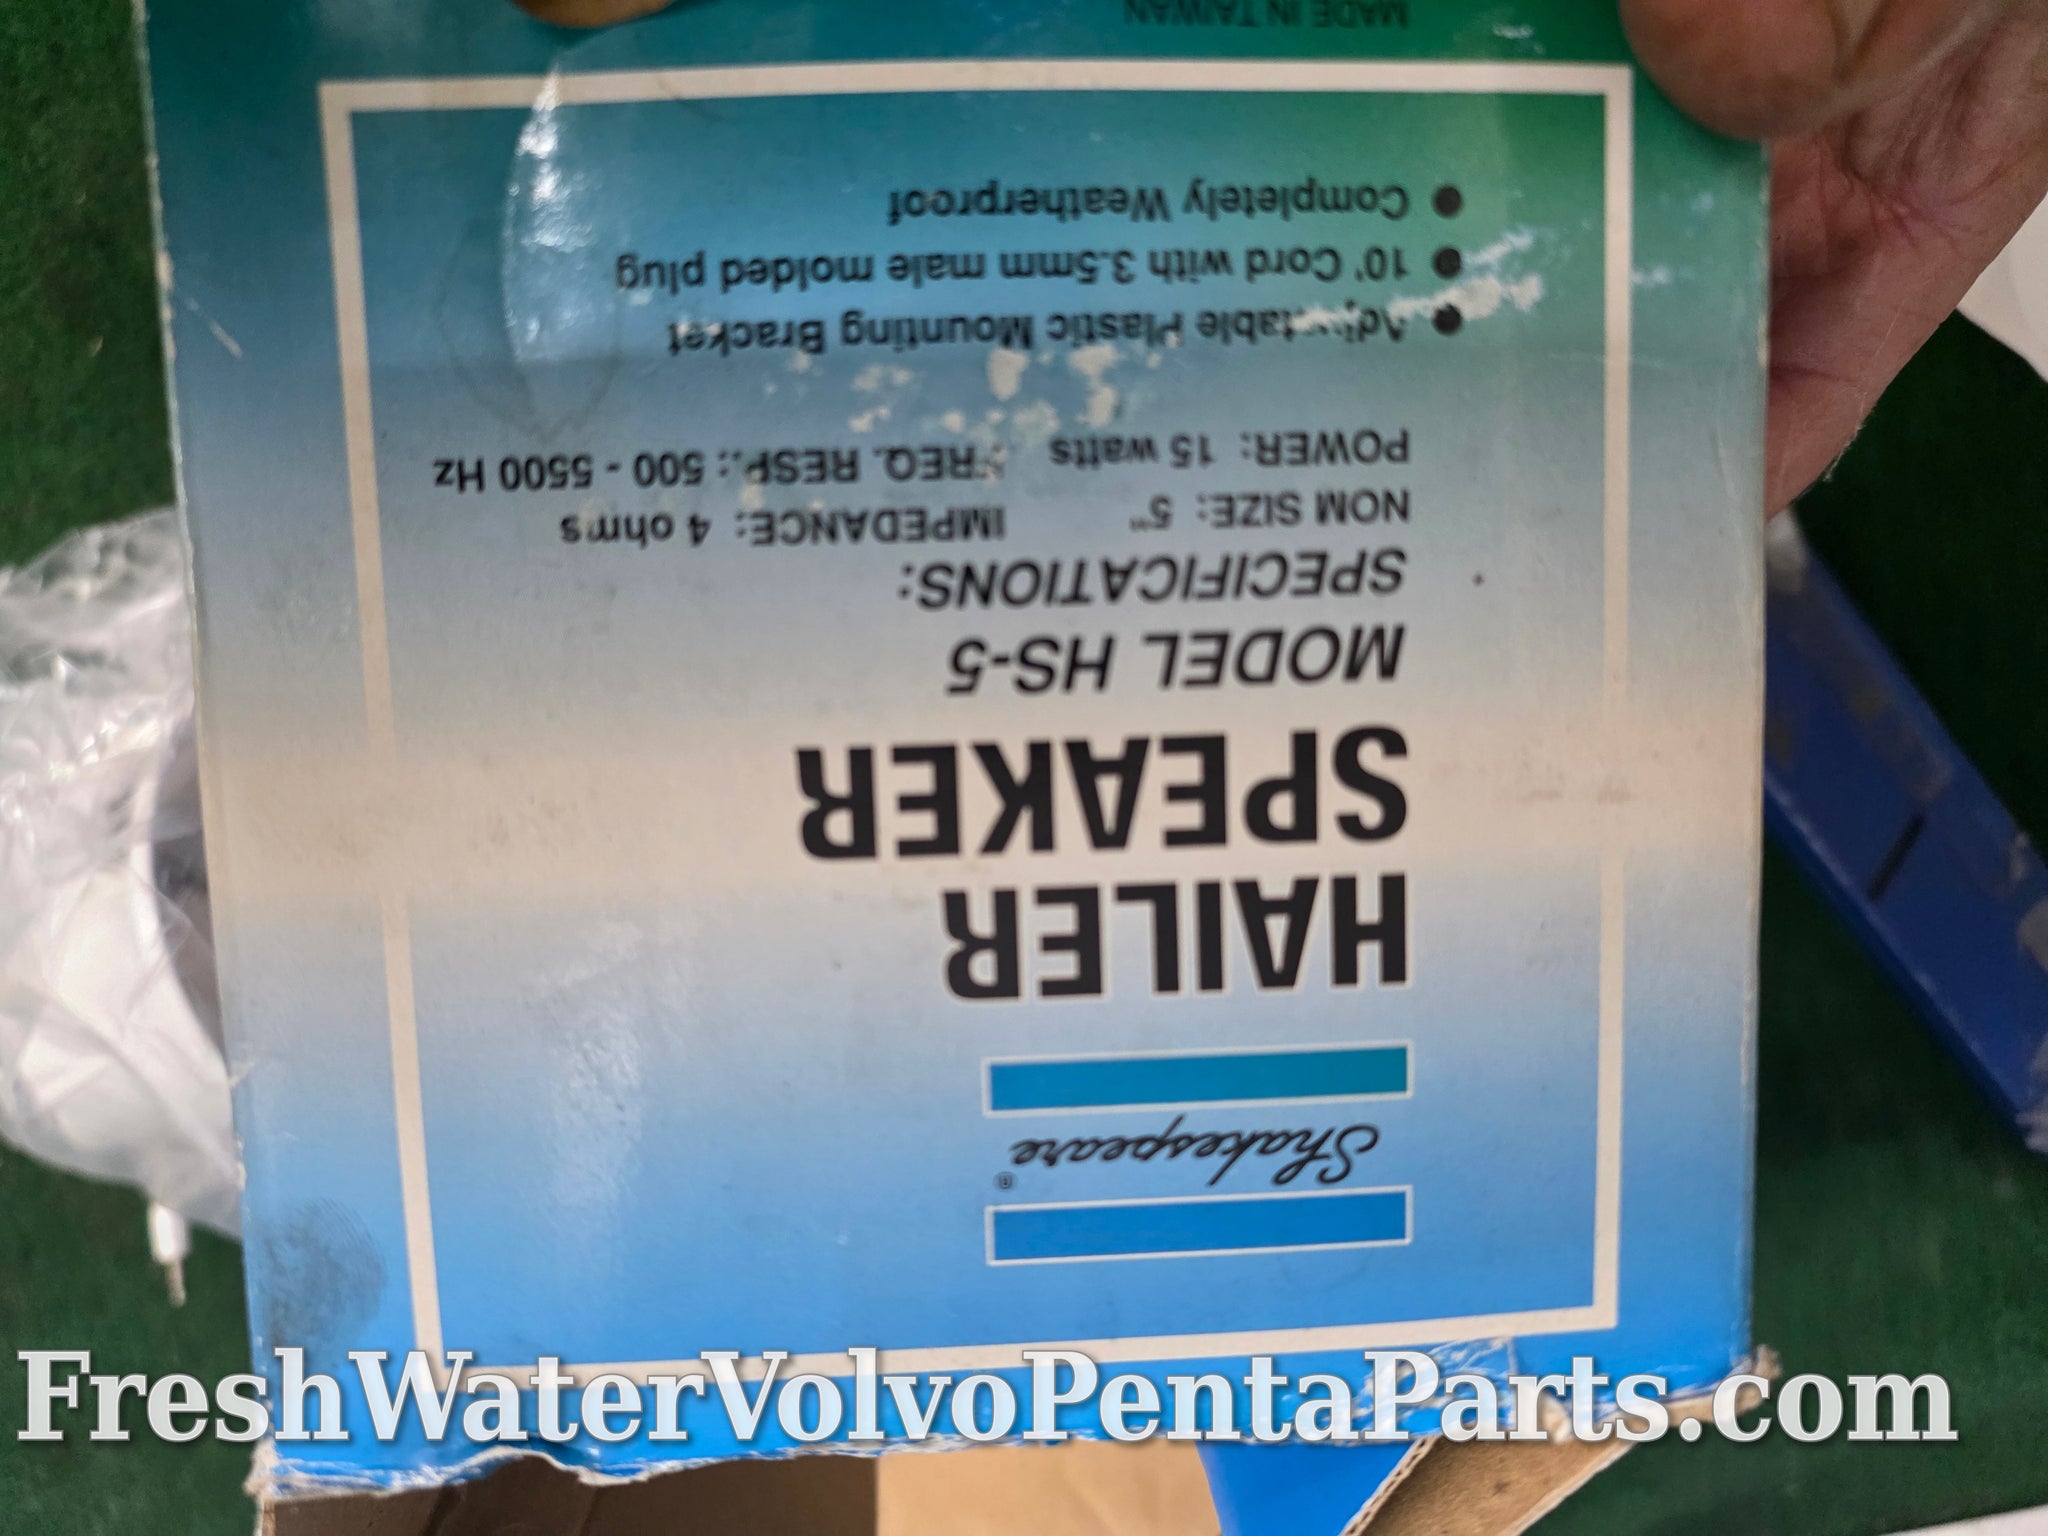 Shakespeare®
HAILER
SPEAKER
MODEL HS-5
SPECIFICATIONS:
NOM SIZE: 5" IMPEDANCE: 4 ohms
POWER: 15 watts FREQ. RESP.: 500 - 5500 Hz
● Adjustable Plastic Mounting Bracket
● 10' Cord with 3.5mm male molded plug
● Completely Weatherproof
MADE IN TAIWAN
FreshWaterVolvoPentaParts.com